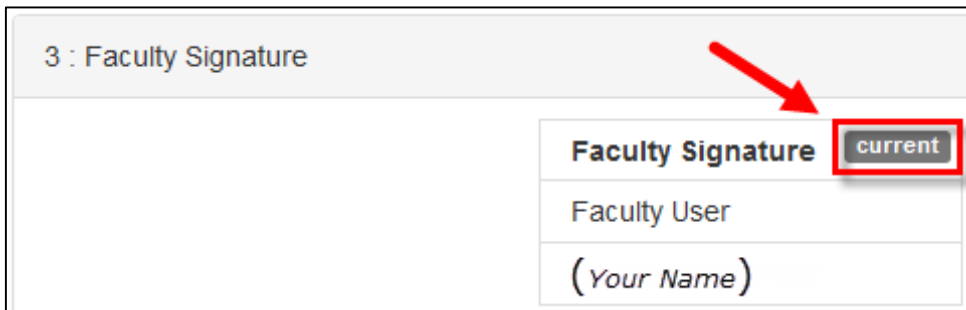 3 : Faculty Signature
Faculty Signature current
Faculty User
(Your Name)